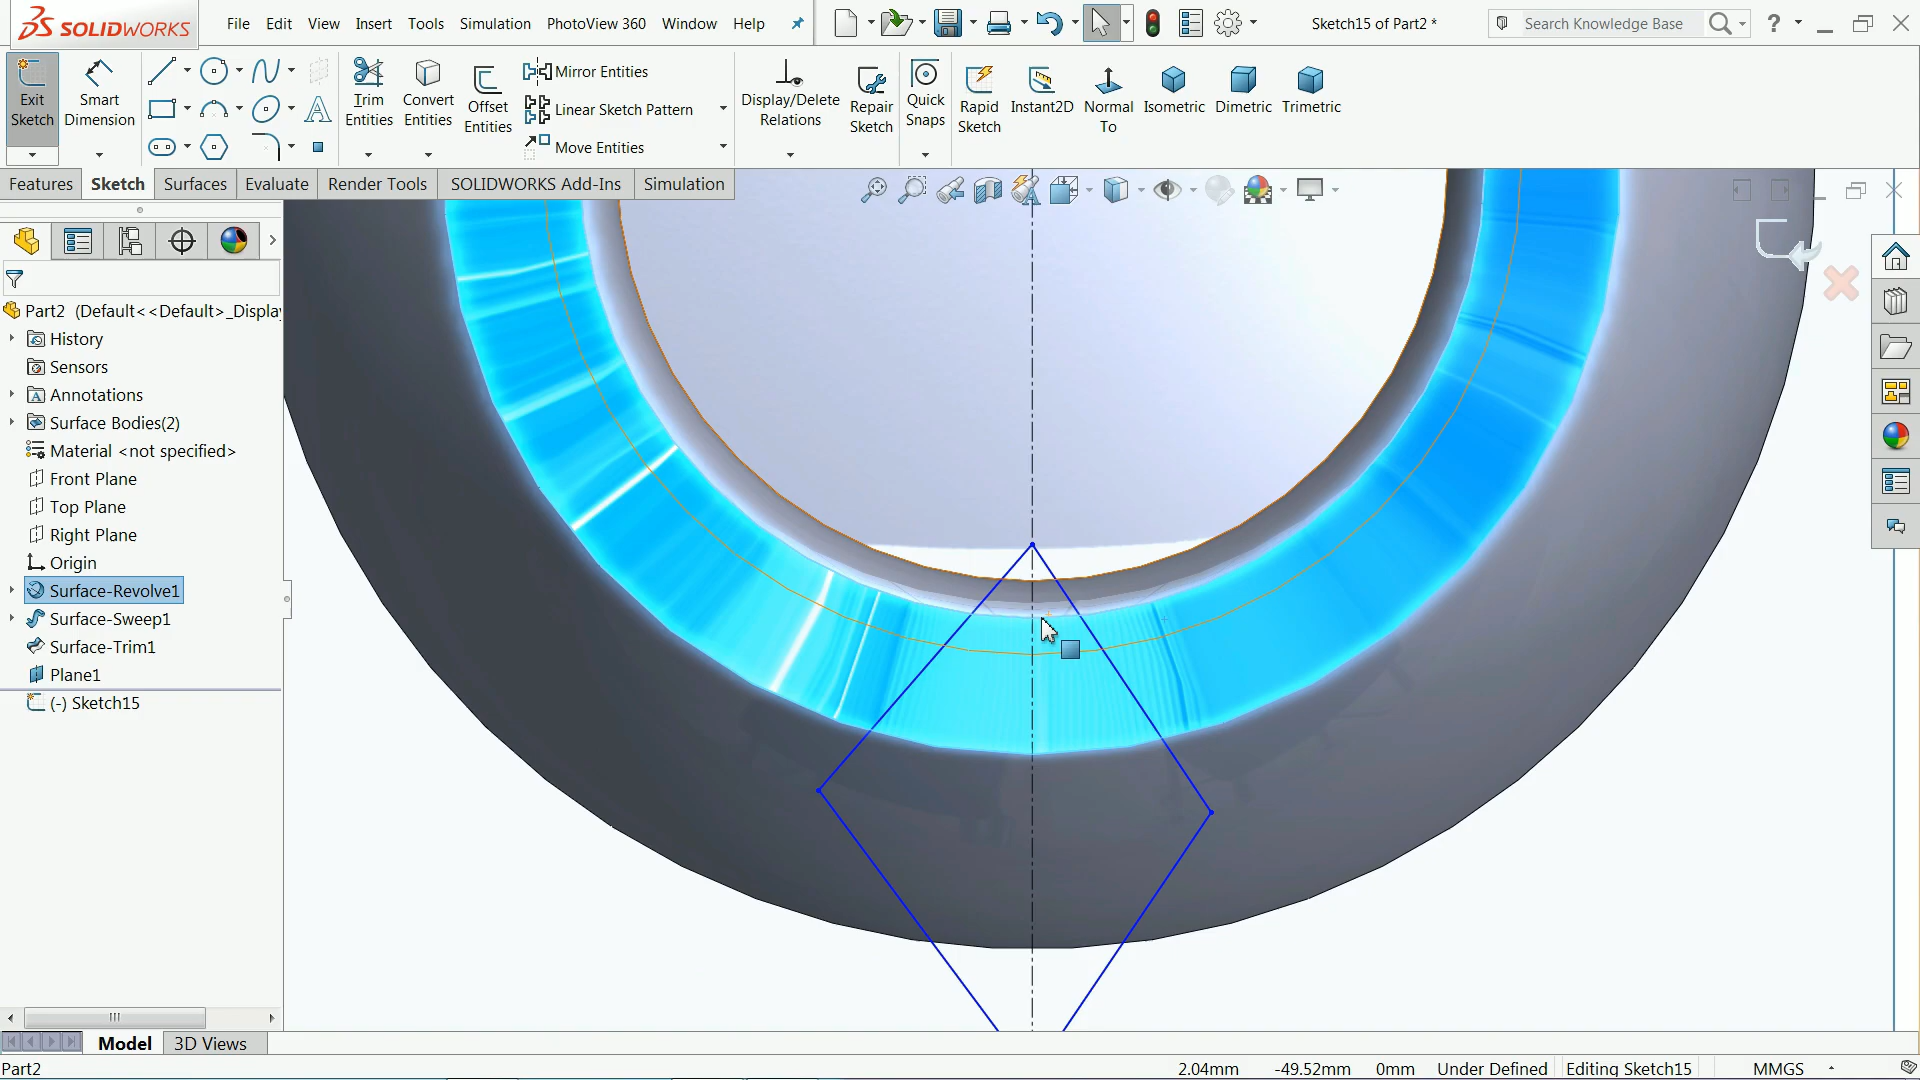 SOLIDWORKS
File Edit View Insert Tools Simulation PhotoView 360 Window Help
Sketch15 of Part2 *
Search Knowledge Base
Exit Sketch
Smart Dimension
Trim Entities
Convert Entities
Offset Entities
Mirror Entities
Linear Sketch Pattern
Move Entities
Display/Delete Relations
Repair Sketch
Quick Snaps
Rapid Sketch
Instant2D
Normal To
Isometric
Dimetric
Trimetric
Features Sketch Surfaces Evaluate Render Tools SOLIDWORKS Add-Ins Simulation
Part2 (Default<<Default>_Displa
History
Sensors
Annotations
Surface Bodies(2)
Material <not specified>
Front Plane
Top Plane
Right Plane
Origin
Surface-Revolve1
Surface-Sweep1
Surface-Trim1
Plane1
(-) Sketch15
Model 3D Views
Part2 2.04mm -49.52mm 0mm Under Defined Editing Sketch15 MMGS